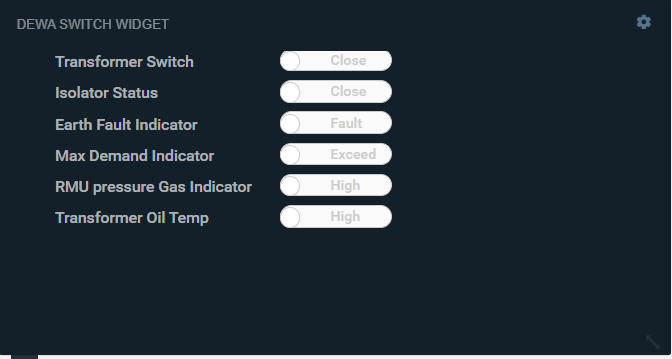 DEWA SWITCH WIDGET
Transformer Switch Close
Isolator Status Close
Earth Fault Indicator Fault
Max Demand Indicator Exceed
RMU pressure Gas Indicator High
Transformer Oil Temp High